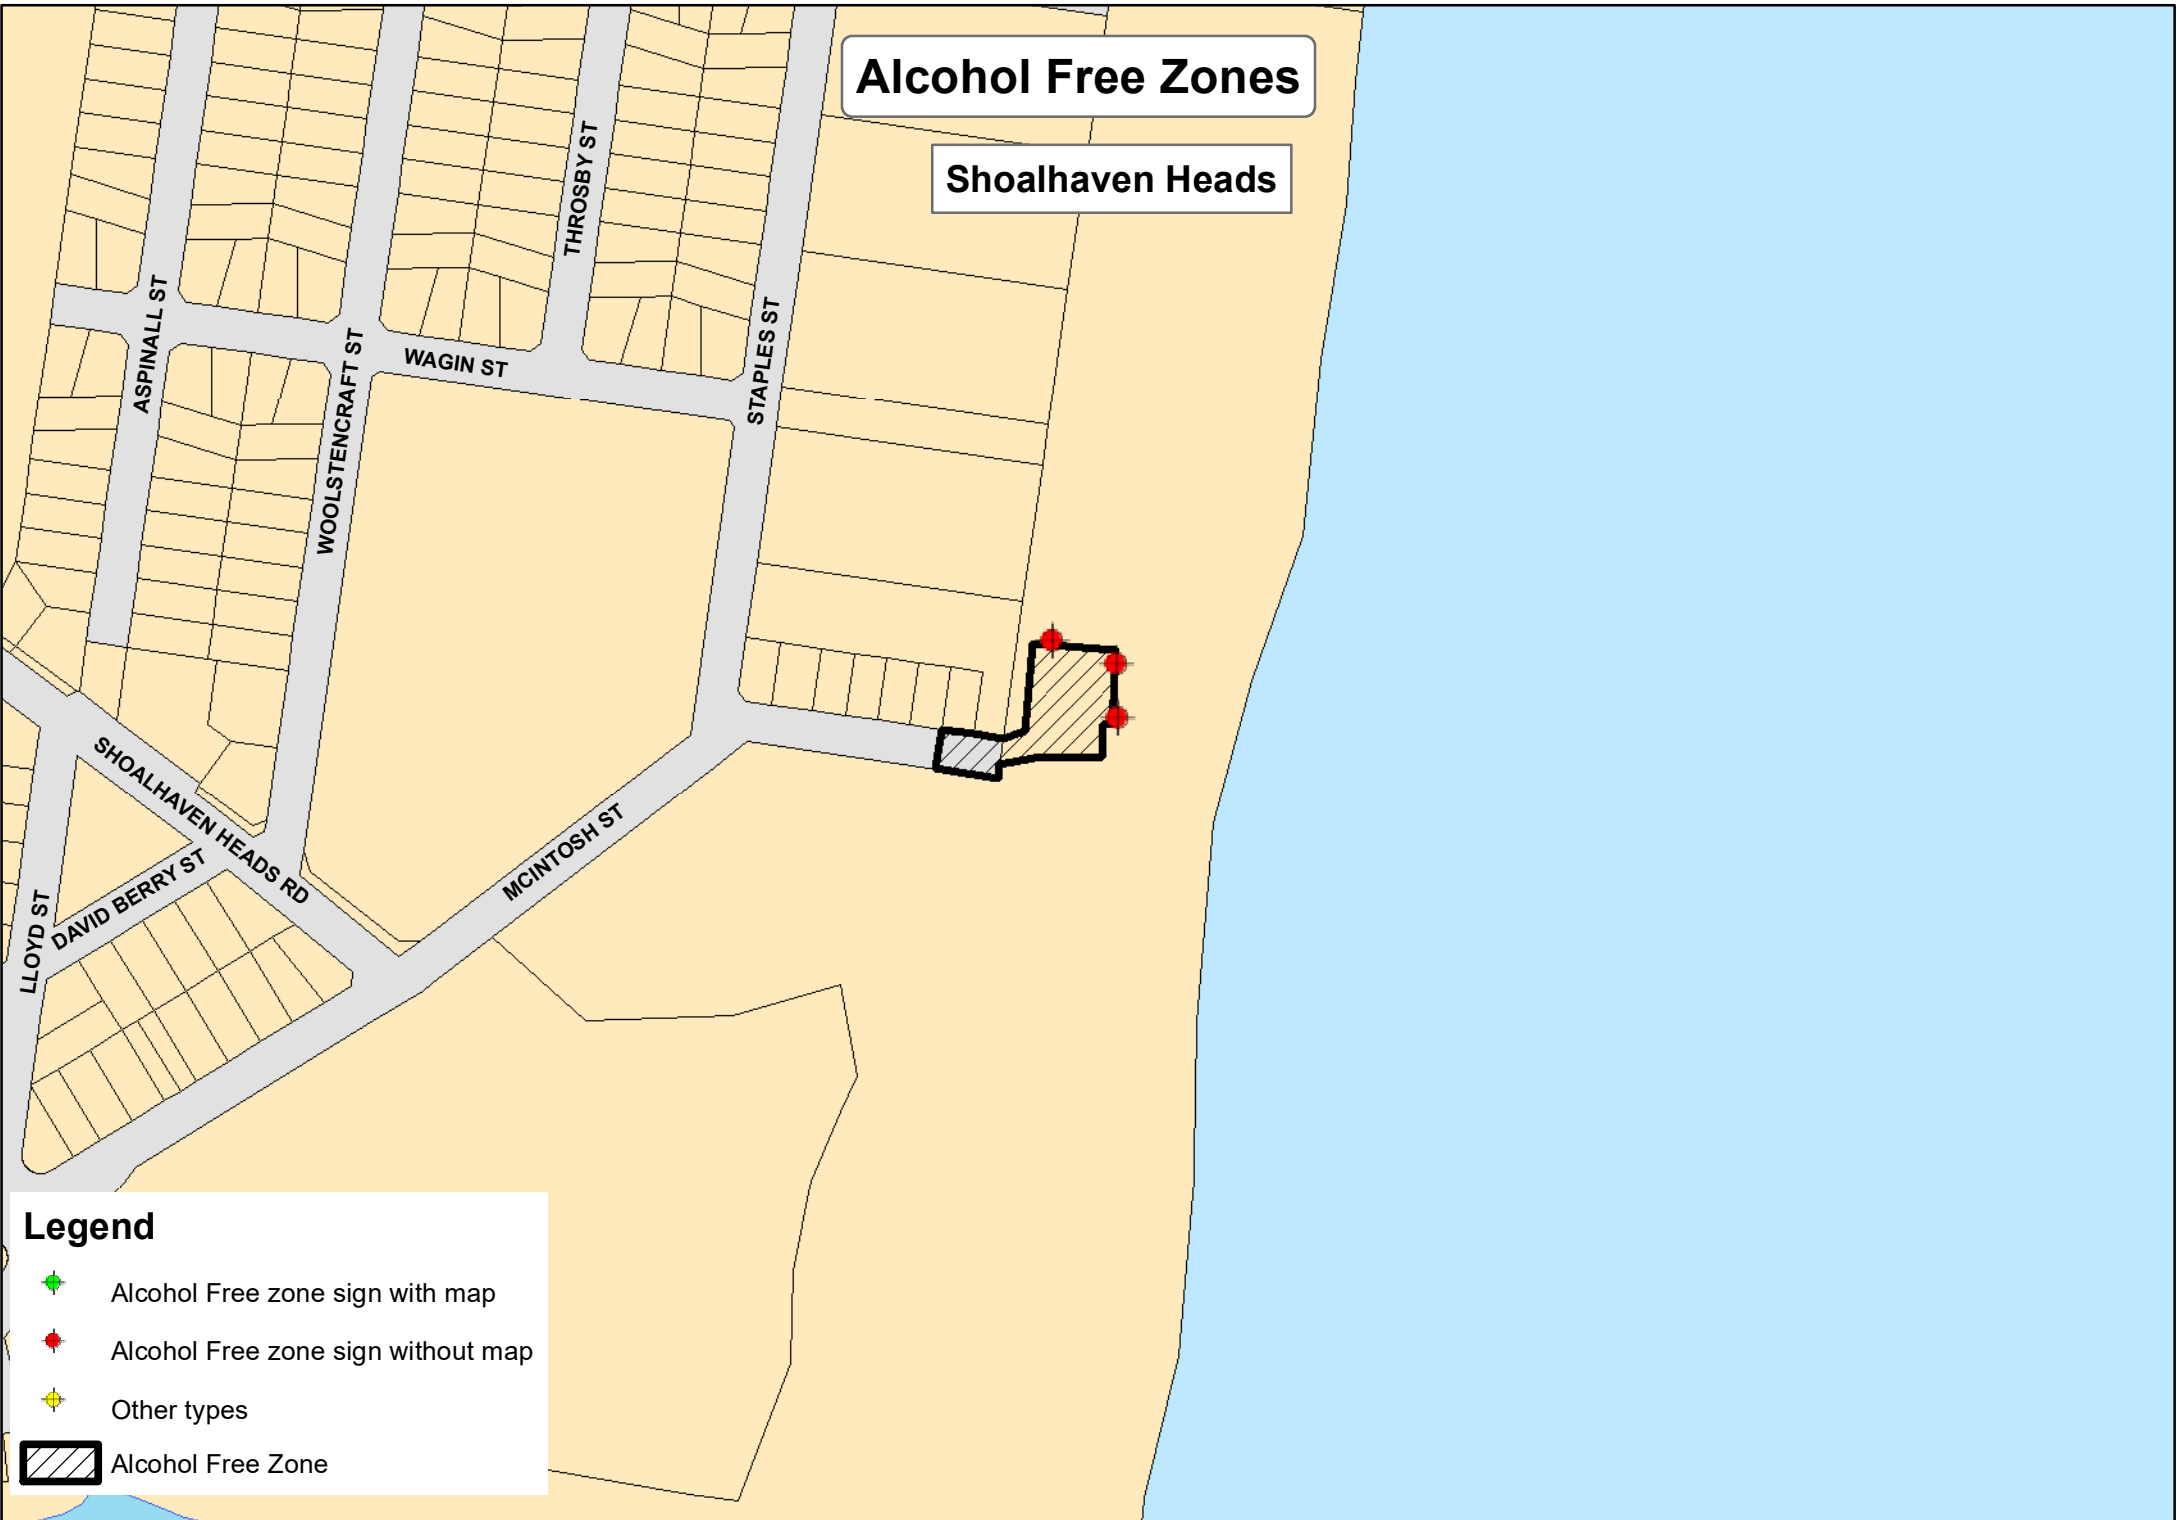 Alcohol Free Zones
Shoalhaven Heads
THROSBY ST
ASPINALL ST
WOOLSTENCRAFT ST
WAGIN ST
STAPLES ST
SHOALHAVEN HEADS RD
DAVID BERRY ST
LLOYD ST
MCINTOSH ST
Legend
Alcohol Free zone sign with map
Alcohol Free zone sign without map
Other types
Alcohol Free Zone